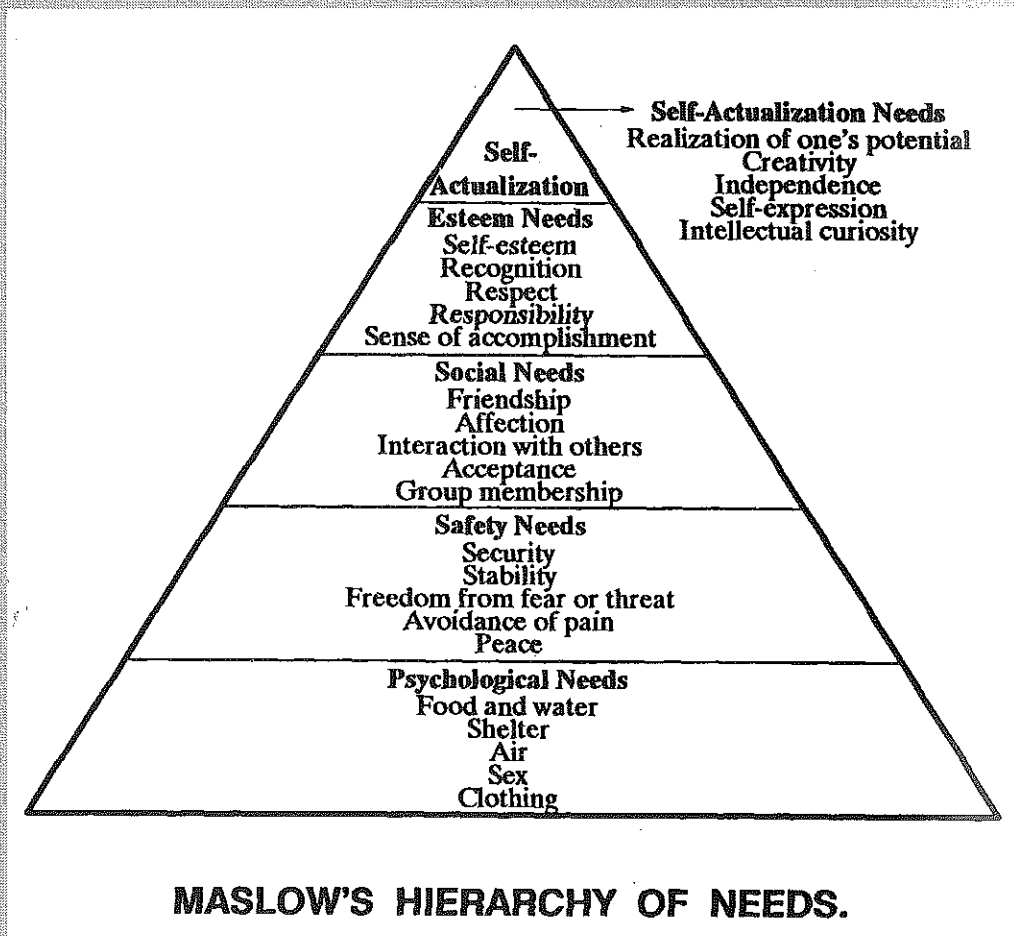 Self-Actualization Needs
Realization of one's potential
Creativity
Independence
Self-expression
Intellectual curiosity
Self-
Actualization
Esteem Needs
Self-esteem
Recognition
Respect
Responsibility
Sense of accomplishment
Social Needs
Friendship
Affection
Interaction with others
Acceptance
Group membership
Safety Needs
Security
Stability
Freedom from fear or threat
Avoidance of pain
Peace
Psychological Needs
Food and water
Shelter
Air
Sex
Clothing
MASLOW'S HIERARCHY OF NEEDS.